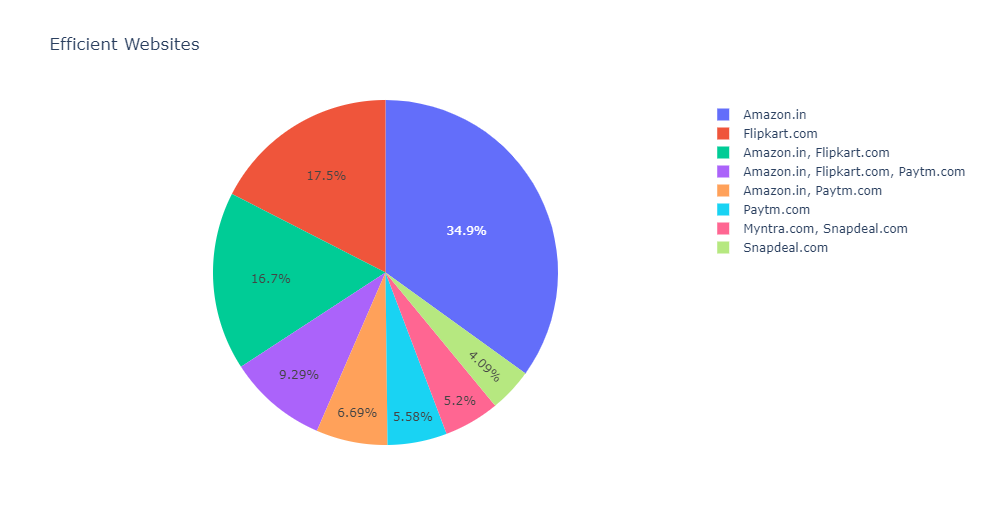 Efficient Websites
34.9%
17.5%
16.7%
9.29%
6.69%
5.58%
5.2%
4.09%
Amazon.in
Flipkart.com
Amazon.in, Flipkart.com
Amazon.in, Flipkart.com, Paytm.com
Amazon.in, Paytm.com
Paytm.com
Myntra.com, Snapdeal.com
Snapdeal.com